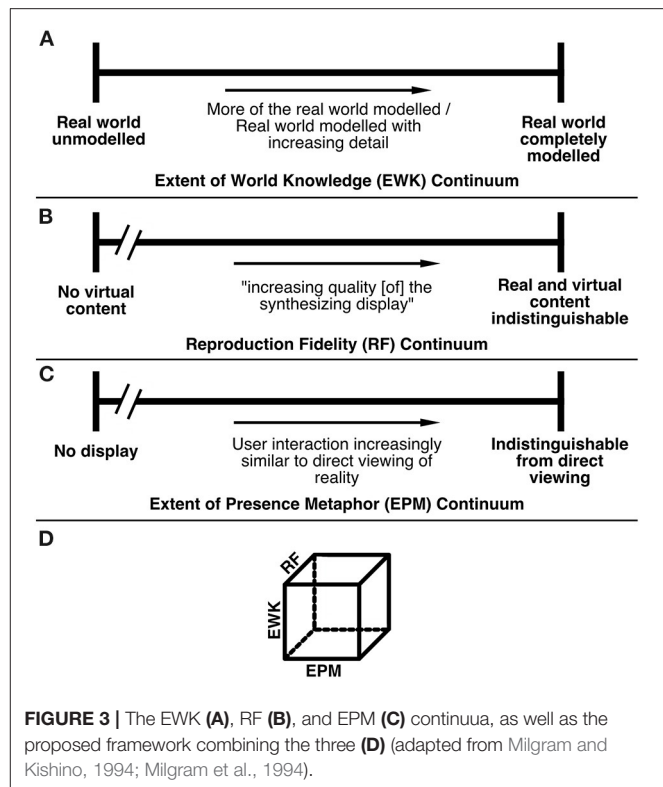 A
Real world
unmodelled
More of the real world modelled /
Real world modelled with
increasing detail
Real world
completely
modelled
Extent of World Knowledge (EWK) Continuum
B
No virtual
content
"increasing quality [of] the
synthesizing display"
Real and virtual
content
indistinguishable
Reproduction Fidelity (RF) Continuum
C
No display
User interaction increasingly
similar to direct viewing of
reality
Indistinguishable
from direct
viewing
Extent of Presence Metaphor (EPM) Continuum
D
RF
EWK
EPM
FIGURE 3 | The EWK (A), RF (B), and EPM (C) continuua, as well as the
proposed framework combining the three (D) (adapted from Milgram and
Kishino, 1994; Milgram et al., 1994).